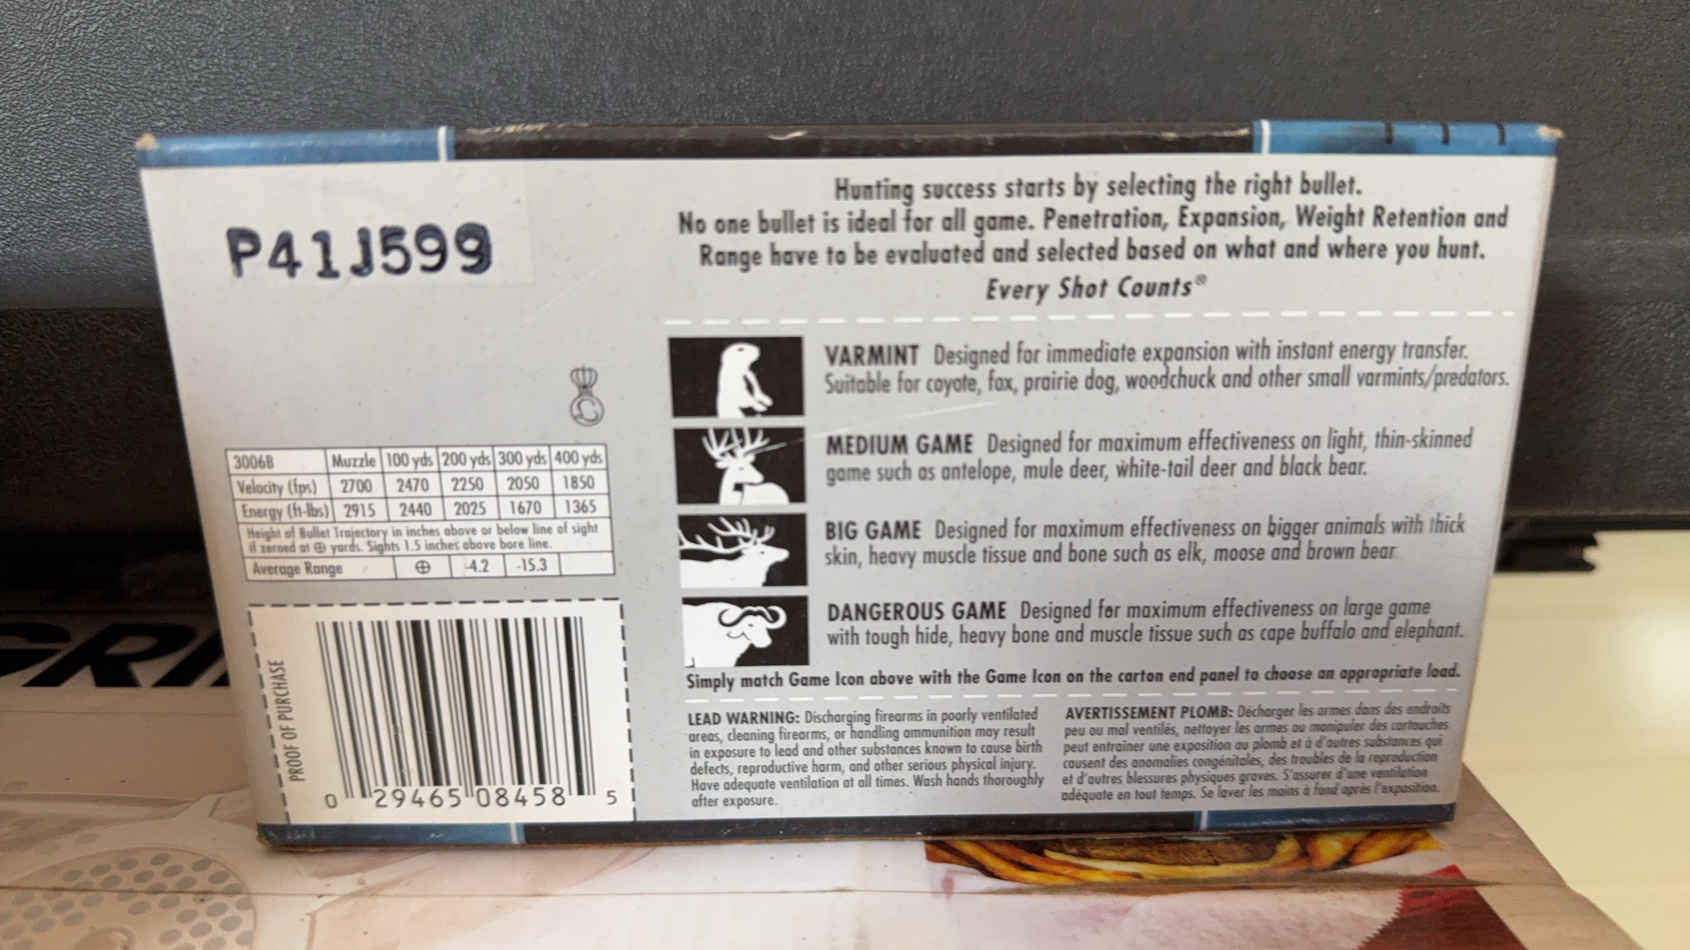 P41J599
Hunting success starts by selecting the right bullet.
No one bullet is ideal for all game. Penetration, Expansion, Weight Retention and
Range have to be evaluated and selected based on what and where you hunt.
Every Shot Counts®
VARMINT Designed for immediate expansion with instant energy transfer.
Suitable for coyote, fox, prairie dog, woodchuck and other small varmints/predators.
MEDIUM GAME Designed for maximum effectiveness on light, thin-skinned
game such as antelope, mule deer, white-tail deer and black bear.
BIG GAME Designed for maximum effectiveness on bigger animals with thick
skin, heavy muscle tissue and bone such as elk, moose and brown bear
DANGEROUS GAME Designed for maximum effectiveness on large game
with tough hide, heavy bone and muscle tissue such as cape buffalo and elephant.
Simply match Game Icon above with the Game Icon on the carton end panel to choose an appropriate load.
3006B Muzzle 100 yds 200 yds 300 yds 400 yds
Velocity (fps) 2700 2470 2250 2050 1850
Energy (ft-lbs) 2915 2440 2025 1670 1365
Height of Bullet Trajectory in inches above or below line of sight
if zeroed at ⊕ yards. Sights 1.5 inches above bore line.
Average Range ⊕ -4.2 -15.3
PROOF OF PURCHASE
0 29465 08458 5
LEAD WARNING: Discharging firearms in poorly ventilated
areas, cleaning firearms, or handling ammunition may result
in exposure to lead and other substances known to cause birth
defects, reproductive harm, and other serious physical injury.
Have adequate ventilation at all times. Wash hands thoroughly
after exposure.
AVERTISSEMENT PLOMB: Décharger les armes dans des endroits
peu ou mal ventilés, nettoyer les armes ou manipuler des cartouches
peut entraîner une exposition au plomb et à d'autres substances qui
causent des anomalies congénitales, des troubles de la reproduction
et d'autres blessures physiques graves. S'assurer d'une ventilation
adéquate en tout temps. Se laver les mains à fond après l'exposition.